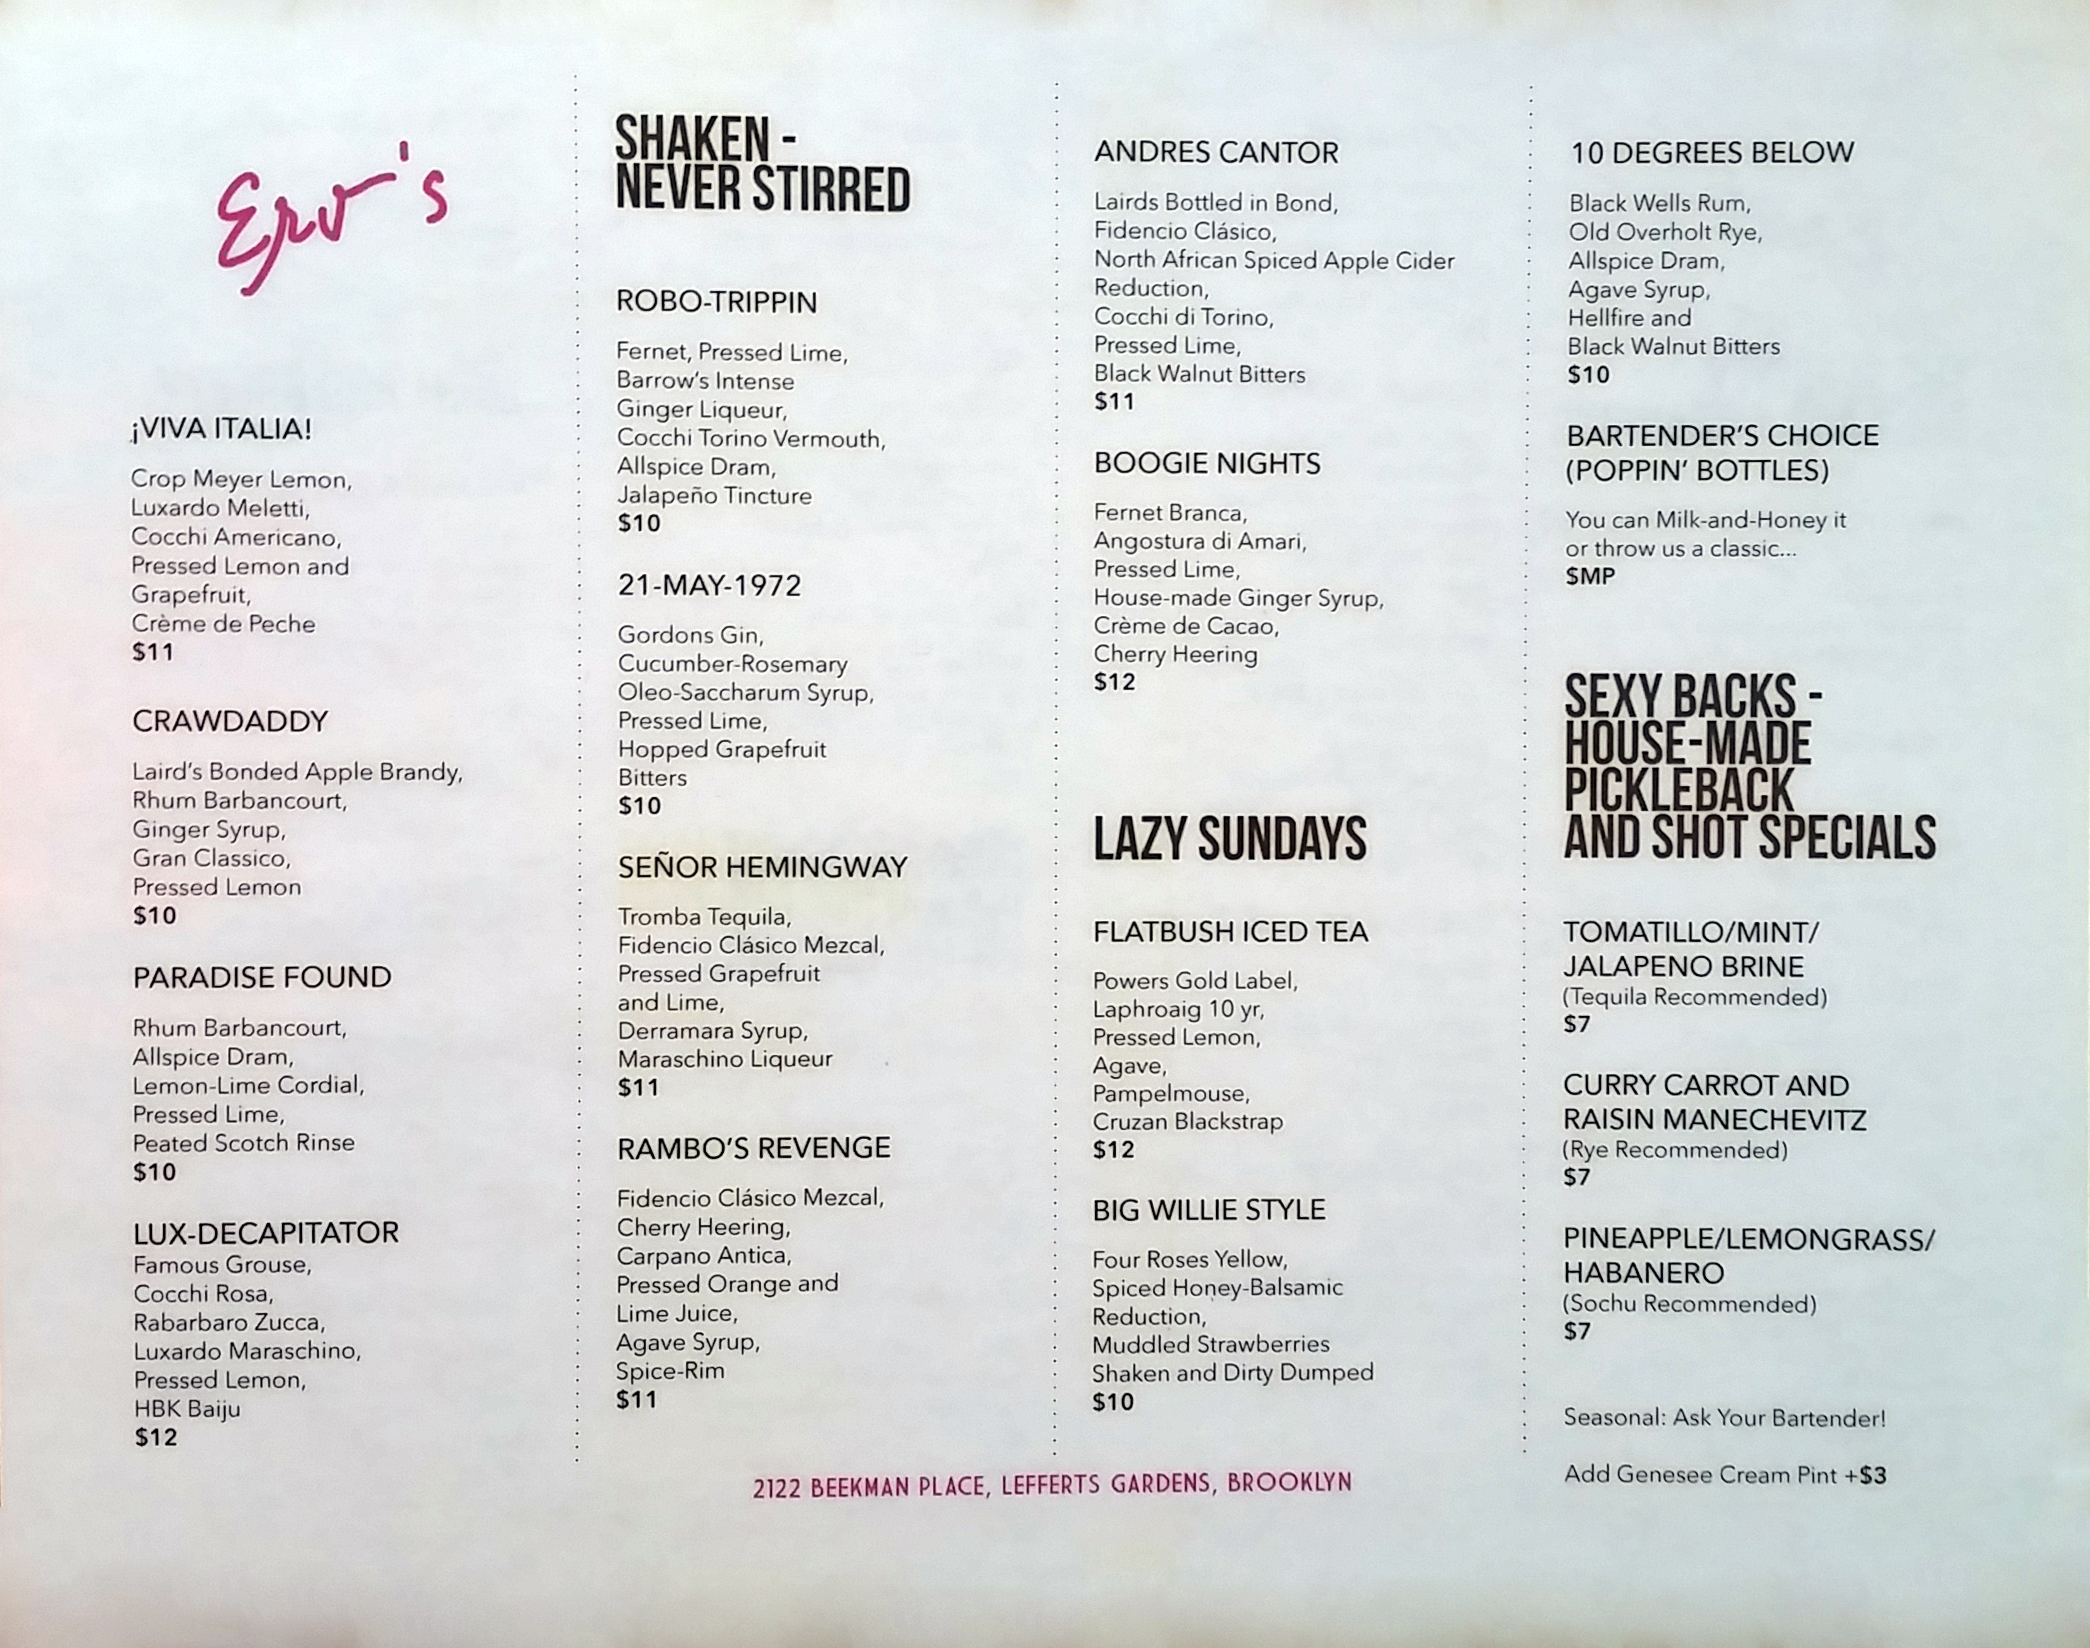 Erv's
¡VIVA ITALIA!
Crop Meyer Lemon,
Luxardo Meletti,
Cocchi Americano,
Pressed Lemon and
Grapefruit,
Crème de Peche
$11
CRAWDADDY
Laird's Bonded Apple Brandy,
Rhum Barbancourt,
Ginger Syrup,
Gran Classico,
Pressed Lemon
$10
PARADISE FOUND
Rhum Barbancourt,
Allspice Dram,
Lemon-Lime Cordial,
Pressed Lime,
Peated Scotch Rinse
$10
LUX-DECAPITATOR
Famous Grouse,
Cocchi Rosa,
Rabarbaro Zucca,
Luxardo Maraschino,
Pressed Lemon,
HBK Baiju
$12
SHAKEN -
NEVER STIRRED
ROBO-TRIPPIN
Fernet, Pressed Lime,
Barrow's Intense
Ginger Liqueur,
Cocchi Torino Vermouth,
Allspice Dram,
Jalapeño Tincture
$10
21-MAY-1972
Gordons Gin,
Cucumber-Rosemary
Oleo-Saccharum Syrup,
Pressed Lime,
Hopped Grapefruit
Bitters
$10
SEÑOR HEMINGWAY
Tromba Tequila,
Fidencio Clásico Mezcal,
Pressed Grapefruit
and Lime,
Derramara Syrup,
Maraschino Liqueur
$11
RAMBO'S REVENGE
Fidencio Clásico Mezcal,
Cherry Heering,
Carpano Antica,
Pressed Orange and
Lime Juice,
Agave Syrup,
Spice-Rim
$11
ANDRES CANTOR
Lairds Bottled in Bond,
Fidencio Clásico,
North African Spiced Apple Cider
Reduction,
Cocchi di Torino,
Pressed Lime,
Black Walnut Bitters
$11
BOOGIE NIGHTS
Fernet Branca,
Angostura di Amari,
Pressed Lime,
House-made Ginger Syrup,
Crème de Cacao,
Cherry Heering
$12
LAZY SUNDAYS
FLATBUSH ICED TEA
Powers Gold Label,
Laphroaig 10 yr,
Pressed Lemon,
Agave,
Pampelmouse,
Cruzan Blackstrap
$12
BIG WILLIE STYLE
Four Roses Yellow,
Spiced Honey-Balsamic
Reduction,
Muddled Strawberries
Shaken and Dirty Dumped
$10
10 DEGREES BELOW
Black Wells Rum,
Old Overholt Rye,
Allspice Dram,
Agave Syrup,
Hellfire and
Black Walnut Bitters
$10
BARTENDER'S CHOICE
(POPPIN' BOTTLES)
You can Milk-and-Honey it
or throw us a classic...
$MP
SEXY BACKS -
HOUSE-MADE
PICKLEBACK
AND SHOT SPECIALS
TOMATILLO/MINT/
JALAPENO BRINE
(Tequila Recommended)
$7
CURRY CARROT AND
RAISIN MANECHEVITZ
(Rye Recommended)
$7
PINEAPPLE/LEMONGRASS/
HABANERO
(Sochu Recommended)
$7
Seasonal: Ask Your Bartender!
Add Genesee Cream Pint +$3
2122 BEEKMAN PLACE, LEFFERTS GARDENS, BROOKLYN